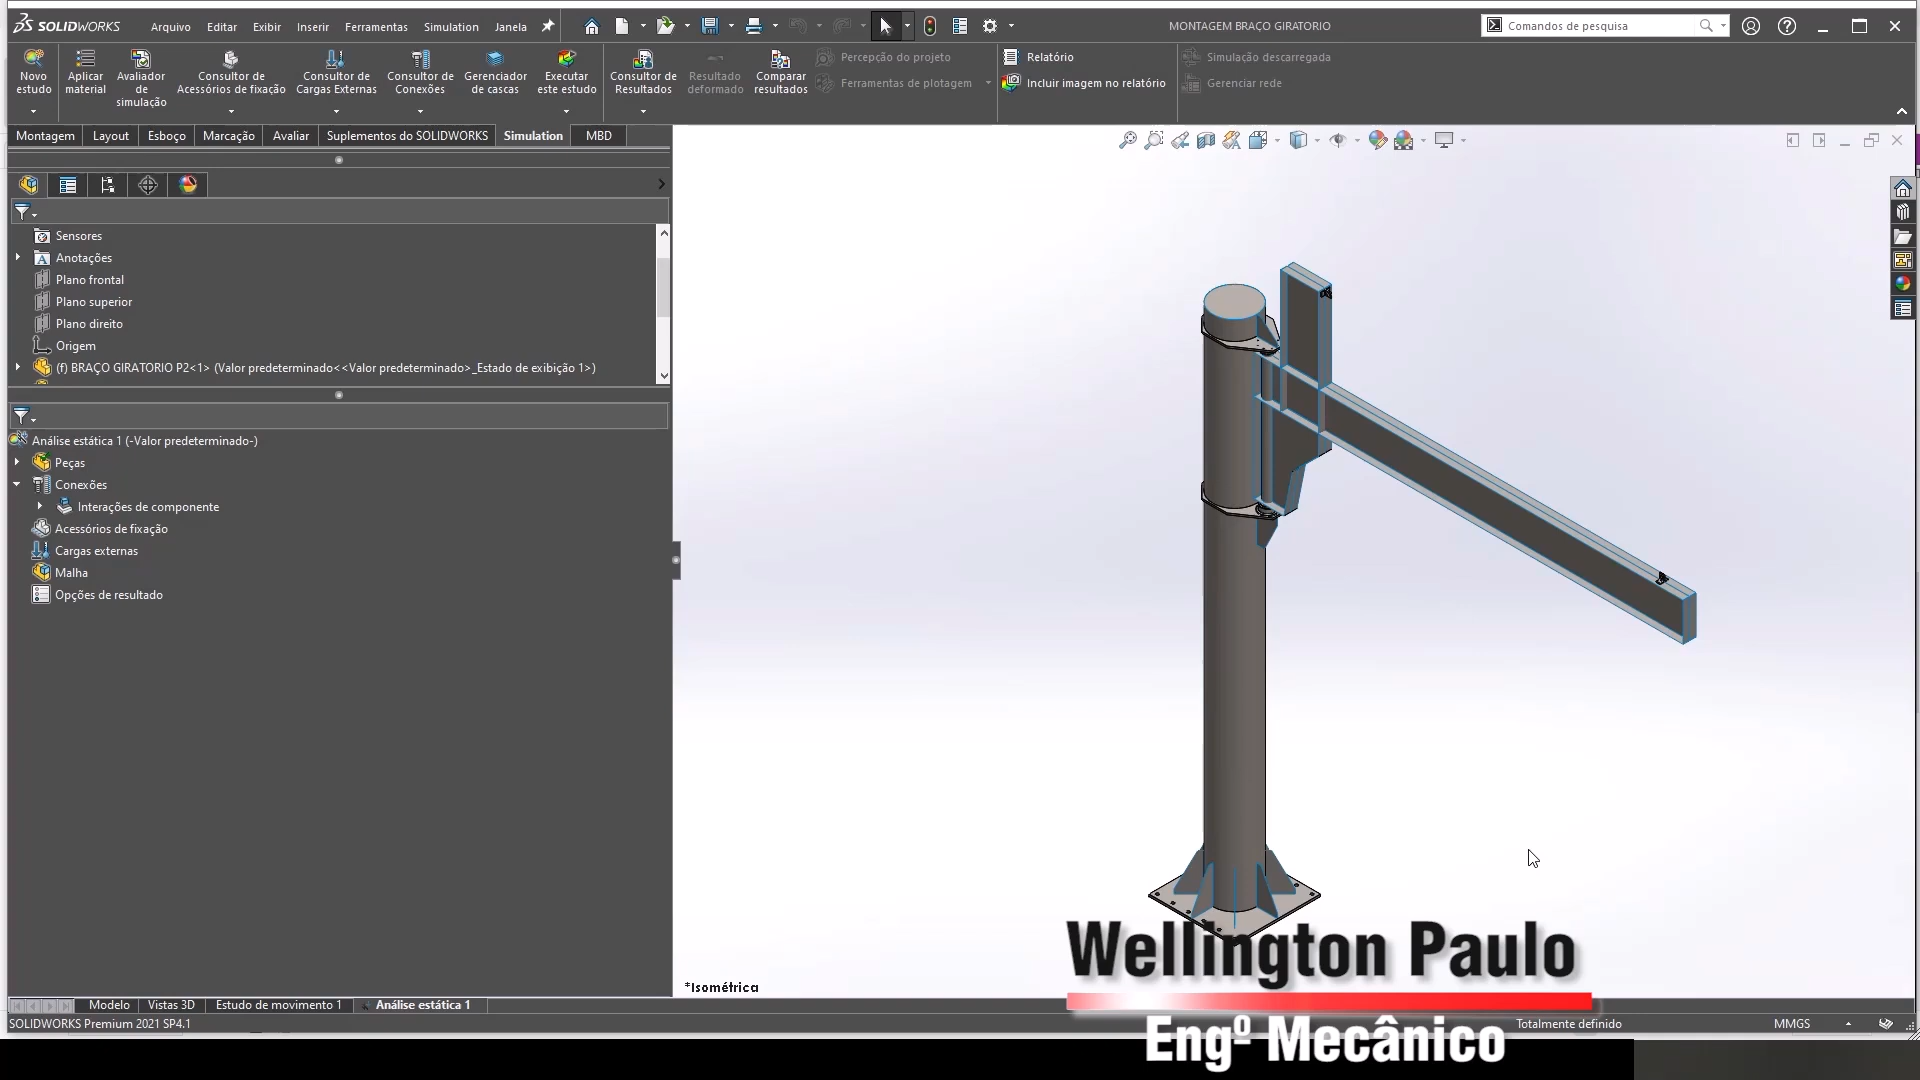 SOLIDWORKS
Arquivo Editar Exibir Inserir Ferramentas Simulation Janela
MONTAGEM BRAÇO GIRATORIO
Comandos de pesquisa
Novo estudo
Aplicar material
Avaliador de simulação
Consultor de Acessórios de fixação
Consultor de Cargas Externas
Consultor de Conexões
Gerenciador de cascas
Executar este estudo
Consultor de Resultados
Resultado deformado
Comparar resultados
Percepção do projeto
Ferramentas de plotagem
Relatório
Incluir imagem no relatório
Simulação descarregada
Gerenciar rede
Montagem Layout Esboço Marcação Avaliar Suplementos do SOLIDWORKS Simulation MBD
Sensores
Anotações
Plano frontal
Plano superior
Plano direito
Origem
(f) BRAÇO GIRATORIO P2<1> (Valor predeterminado<<Valor predeterminado>_Estado de exibição 1>)
Análise estática 1 (-Valor predeterminado-)
Peças
Conexões
Interações de componente
Acessórios de fixação
Cargas externas
Malha
Opções de resultado
*Isométrica
Wellington Paulo
Engº Mecânico
Modelo Vistas 3D Estudo de movimento 1 Análise estática 1
SOLIDWORKS Premium 2021 SP4.1
Totalmente definido
MMGS